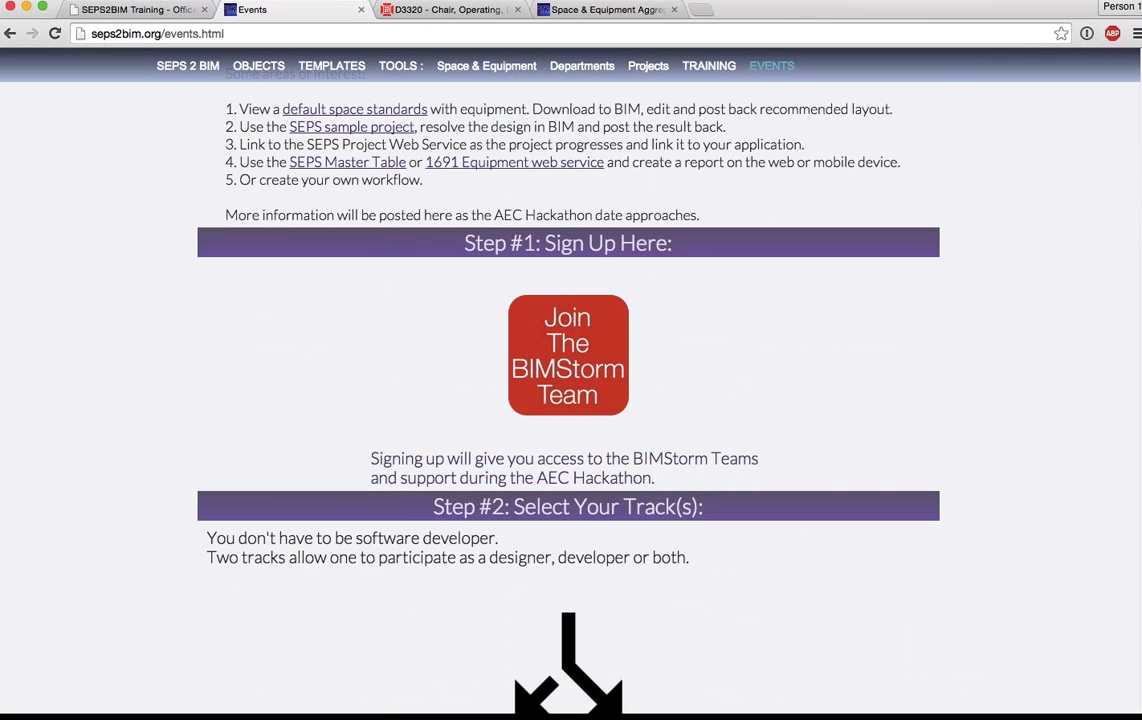 SEPS2BIM Training - Offic
Events
D3320 - Chair, Operating,
Space & Equipment Aggre
Person 1
seps2bim.org/events.html
ABP
SEPS 2 BIM OBJECTS TEMPLATES TOOLS : Space & Equipment Departments Projects TRAINING EVENTS
Some areas of interest:
1. View a default space standards with equipment. Download to BIM, edit and post back recommended layout.
2. Use the SEPS sample project, resolve the design in BIM and post the result back.
3. Link to the SEPS Project Web Service as the project progresses and link it to your application.
4. Use the SEPS Master Table or 1691 Equipment web service and create a report on the web or mobile device.
5. Or create your own workflow.
More information will be posted here as the AEC Hackathon date approaches.
Step #1: Sign Up Here:
Join
The
BIMStorm
Team
Signing up will give you access to the BIMStorm Teams
and support during the AEC Hackathon.
Step #2: Select Your Track(s):
You don't have to be software developer.
Two tracks allow one to participate as a designer, developer or both.